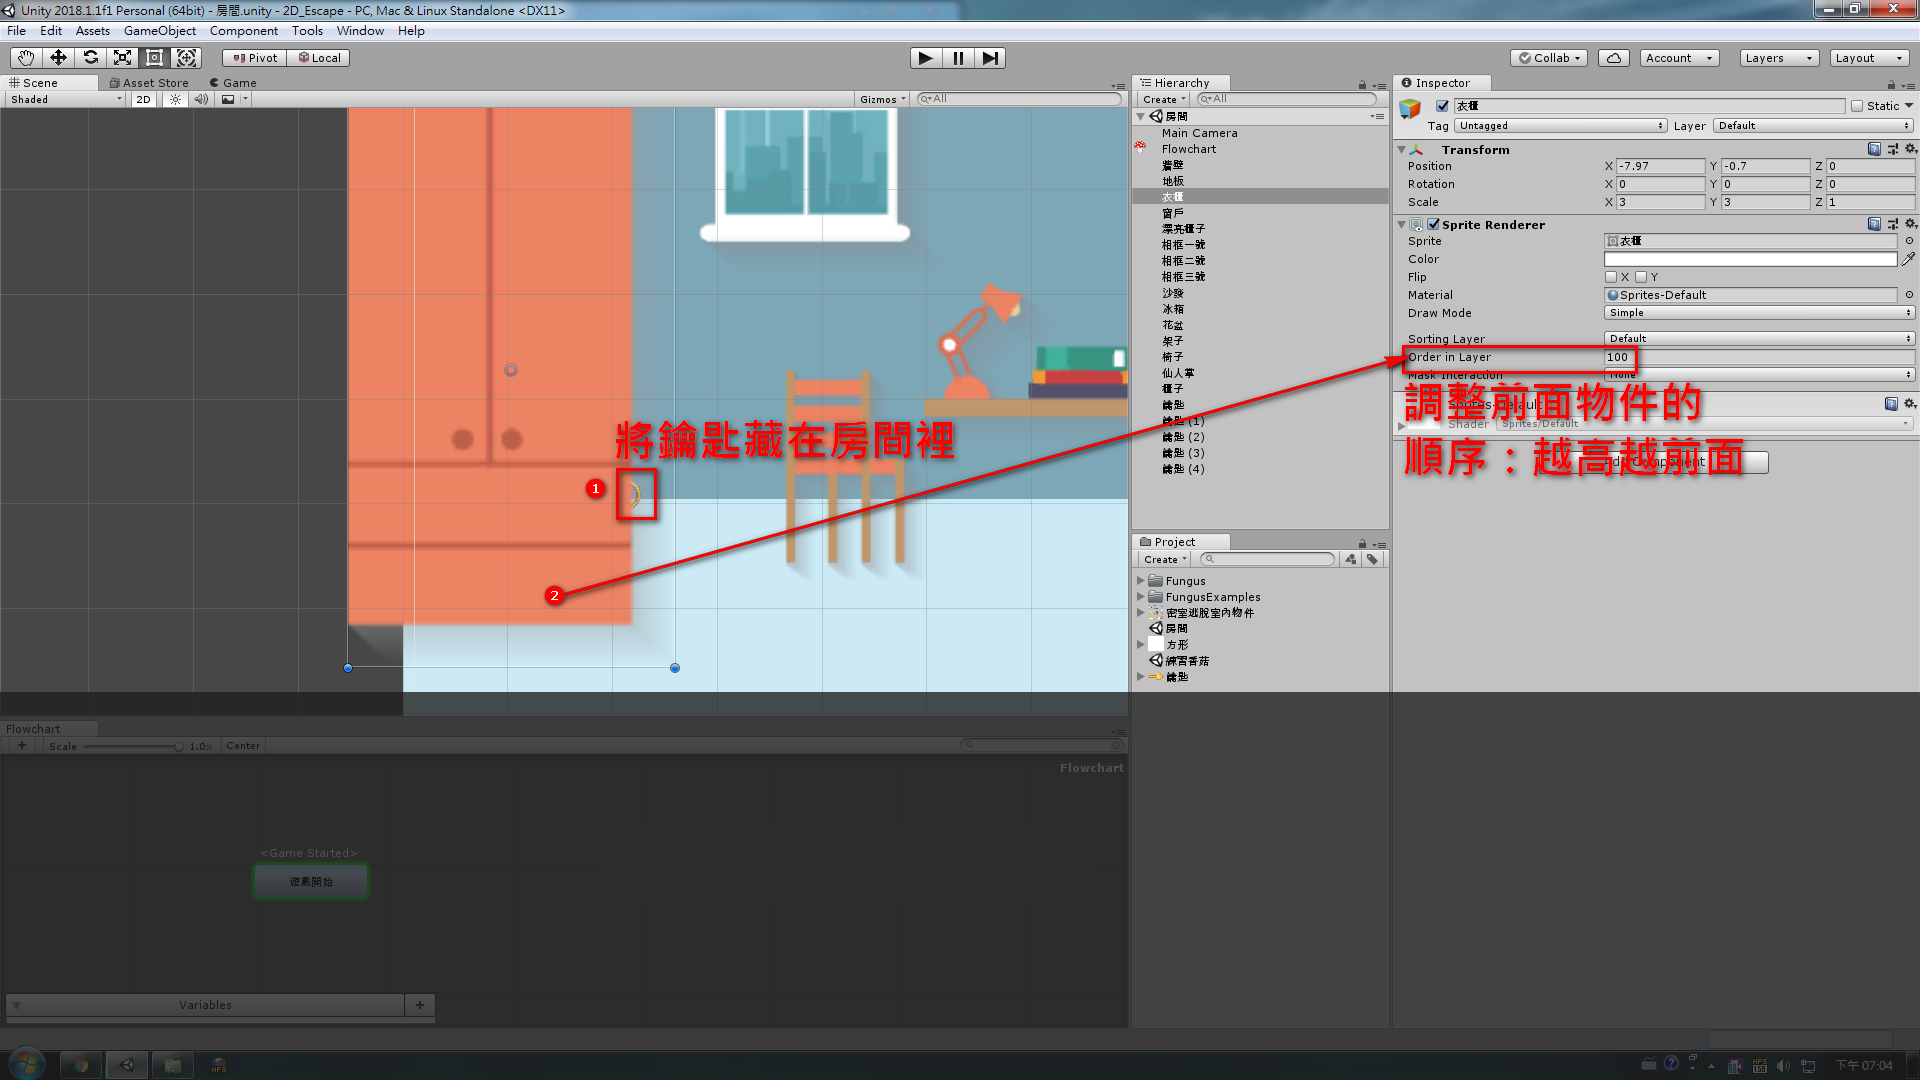 Unity 2018.1.1f1 Personal (64bit) - 房間.unity - 2D_Escape - PC, Mac & Linux Standalone <DX11>
File Edit Assets GameObject Component Tools Window Help
Pivot Local
Collab Account Layers Layout
Scene Asset Store Game
Shaded 2D Gizmos All
將鑰匙藏在房間裡
1
2
Hierarchy
Create All
房間
Main Camera
Flowchart
牆壁
地板
衣櫃
窗戶
漂亮櫃子
相框一號
相框二號
相框三號
沙發
冰箱
花盆
架子
椅子
仙人掌
櫃子
鑰匙
鑰匙 (1)
鑰匙 (2)
鑰匙 (3)
鑰匙 (4)
Project
Create
Fungus
FungusExamples
密室逃脫室內物件
房間
方形
練習香菇
鑰匙
Inspector
衣櫃 Static
Tag Untagged Layer Default
Transform
Position X -7.97 Y -0.7 Z 0
Rotation X 0 Y 0 Z 0
Scale X 3 Y 3 Z 1
Sprite Renderer
Sprite 衣櫃
Color
Flip X Y
Material Sprites-Default
Draw Mode Simple
Sorting Layer Default
Order in Layer 100
Mask Interaction None
調整前面物件的
Sprites-Default
Shader Sprites/Default
順序：越高越前面
Flowchart
Scale 1.0x Center
Flowchart
<Game Started>
遊戲開始
Variables
下午 07:04